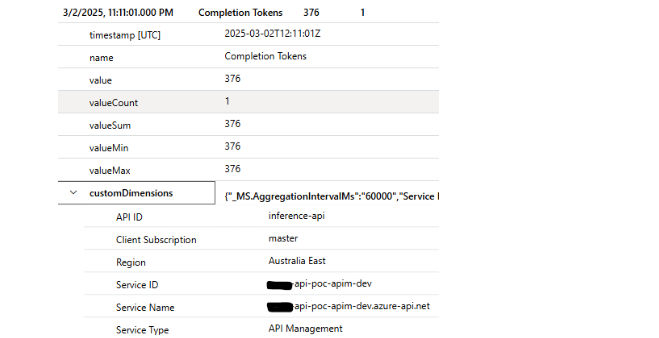 3/2/2025, 11:11:01.000 PM Completion Tokens 376 1
timestamp [UTC] 2025-03-02T12:11:01Z
name Completion Tokens
value 376
valueCount 1
valueSum 376
valueMin 376
valueMax 376
customDimensions {"_MS.AggregationIntervalMs":"60000","Service
API ID inference-api
Client Subscription master
Region Australia East
Service ID -api-poc-apim-dev
Service Name -api-poc-apim-dev.azure-api.net
Service Type API Management